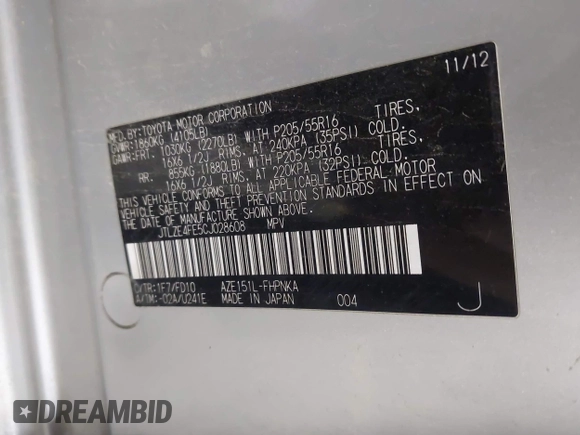 11/12
MFD.BY:TOYOTA MOTOR CORPORATION
GVWR:1860KG (4105LB)
GAWR:FRT. 1030KG (2270LB) WITH P205/55R16 TIRES,
16X6 1/2J RIMS, AT 240KPA (35PSI) COLD.
RR. 855KG (1880LB) WITH P205/55R16 TIRES,
16X6 1/2J RIMS, AT 220KPA (32PSI) COLD.
THIS VEHICLE CONFORMS TO ALL APPLICABLE FEDERAL MOTOR
VEHICLE SAFETY AND THEFT PREVENTION STANDARDS IN EFFECT ON
THE DATE OF MANUFACTURE SHOWN ABOVE.
JTLZE4FE5CJ028608 MPV
C/TR:1F7/FD10 AZE151L-FHPNKA
A/TM:-02A/U241E MADE IN JAPAN 004 J
DREAMBID